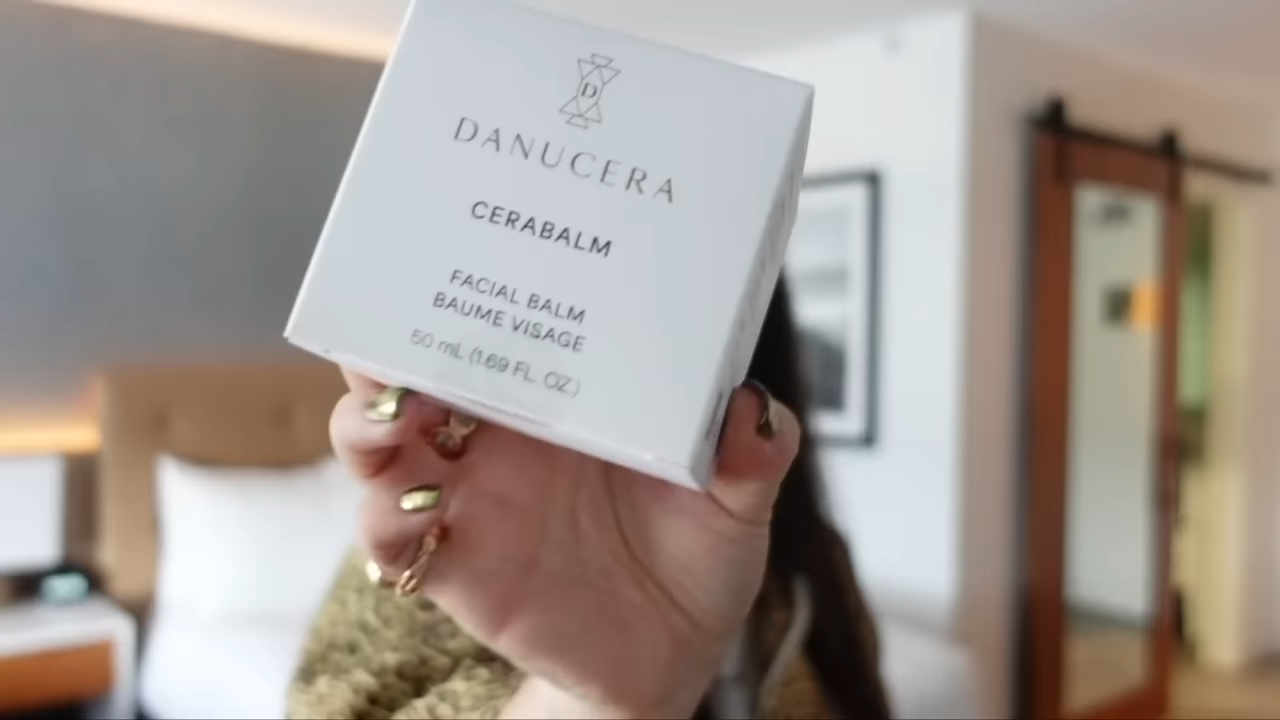 D
DANUCERA
CERABALM
FACIAL BALM
BAUME VISAGE
50 mL (1.69 FL. OZ.)